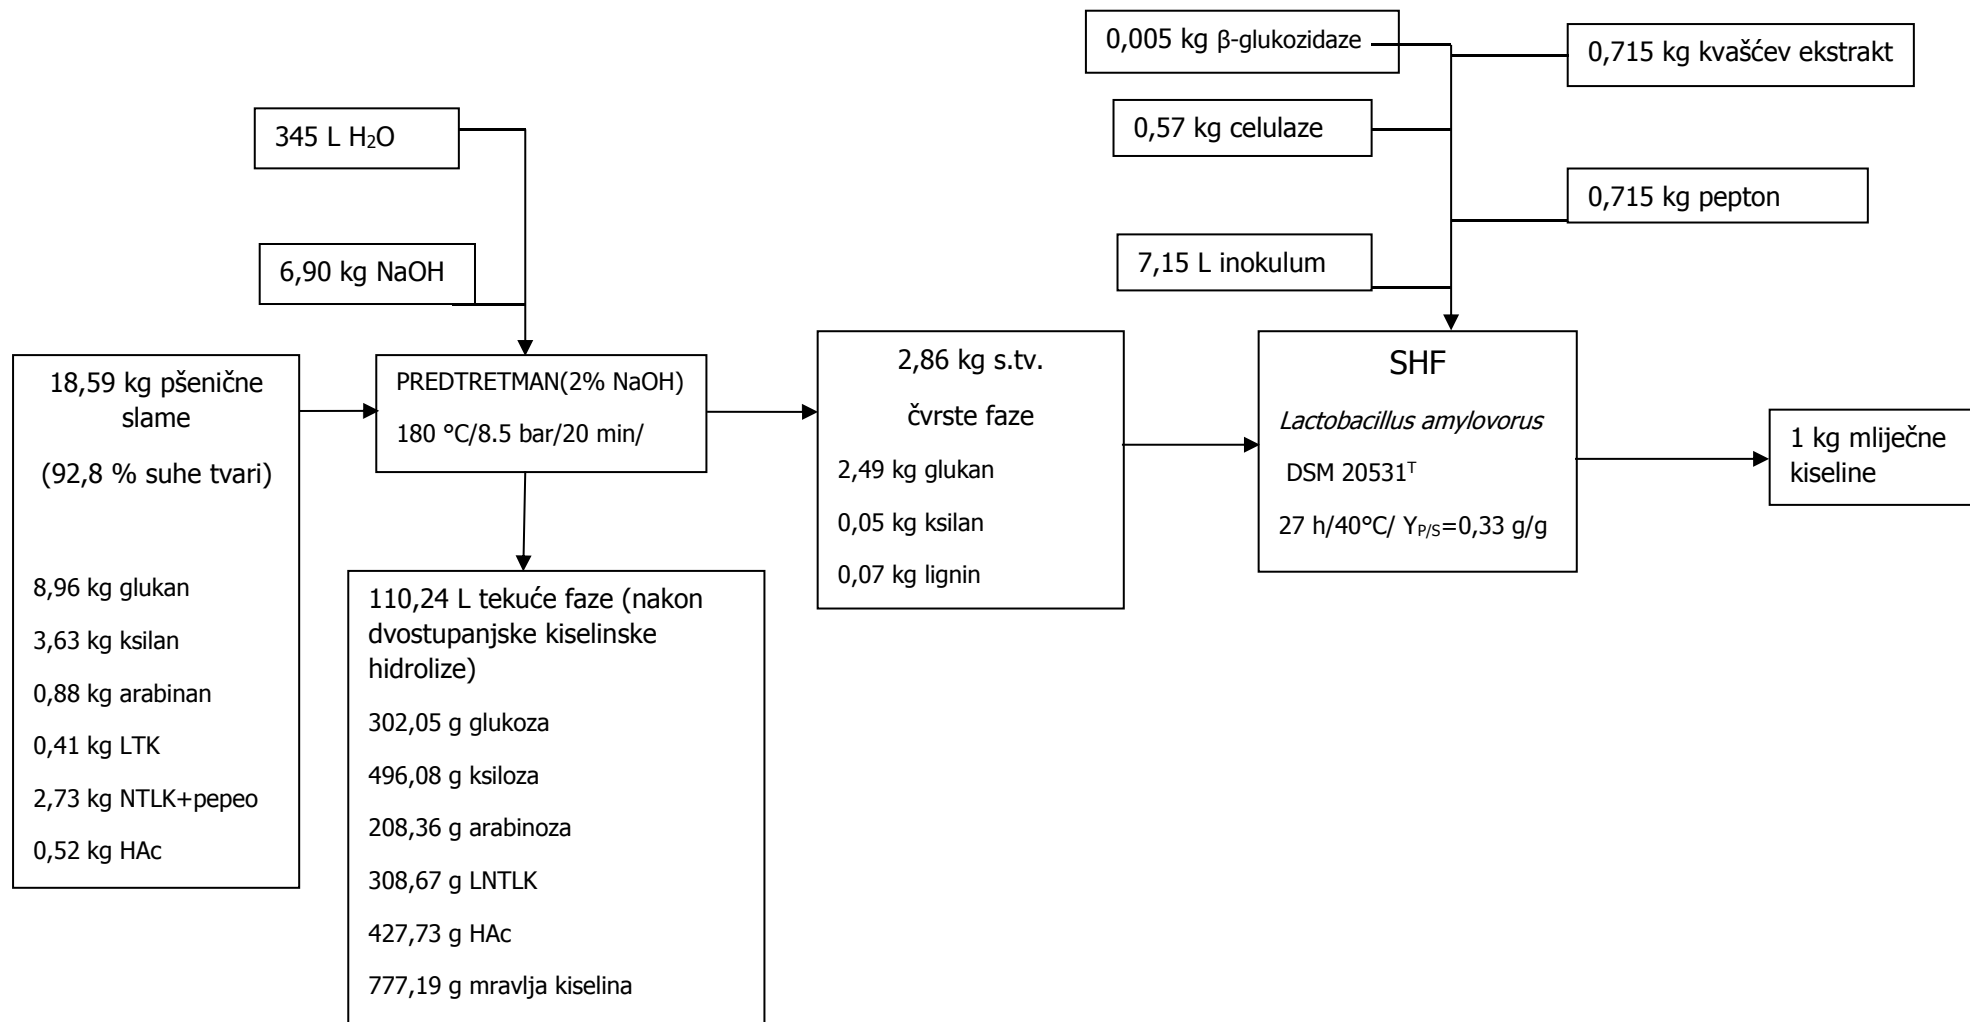 0,005 kg β-glukozidaze
0,715 kg kvašćev ekstrakt
345 L H₂O
0,57 kg celulaze
0,715 kg pepton
6,90 kg NaOH
7,15 L inokulum
18,59 kg pšenične
slame
(92,8 % suhe tvari)
8,96 kg glukan
3,63 kg ksilan
0,88 kg arabinan
0,41 kg LTK
2,73 kg NTLK+pepeo
0,52 kg HAc
PREDTRETMAN(2% NaOH)
180 °C/8.5 bar/20 min/
110,24 L tekuće faze (nakon
dvostupanjske kiselinske
hidrolize)
302,05 g glukoza
496,08 g ksiloza
208,36 g arabinoza
308,67 g LNTLK
427,73 g HAc
777,19 g mravlja kiselina
2,86 kg s.tv.
čvrste faze
2,49 kg glukan
0,05 kg ksilan
0,07 kg lignin
SHF
Lactobacillus amylovorus
DSM 20531ᵀ
27 h/40°C/ Y_P/S=0,33 g/g
1 kg mliječne
kiseline